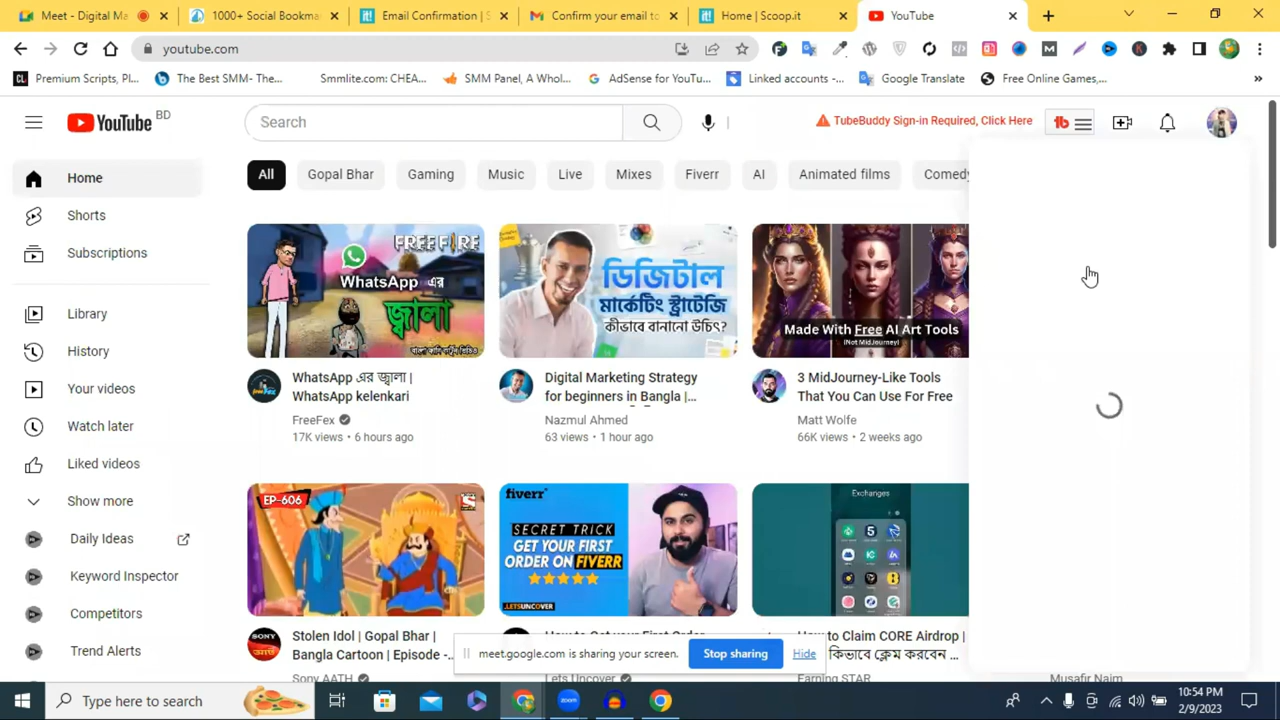 Meet - Digital Ma
1000+ Social Bookma
Email Confirmation | S
Confirm your email to
Home | Scoop.it
YouTube
youtube.com
Premium Scripts, Pl...
The Best SMM- The...
Smmlite.com: CHEA...
SMM Panel, A Whol...
AdSense for YouTu...
Linked accounts -...
Google Translate
Free Online Games,...
YouTube BD
Search
TubeBuddy Sign-in Required, Click Here
All
Gopal Bhar
Gaming
Music
Live
Mixes
Fiverr
AI
Animated films
Comedy
Home
Shorts
Subscriptions
Library
History
Your videos
Watch later
Liked videos
Show more
Daily Ideas
Keyword Inspector
Competitors
Trend Alerts
FREEFIRE
WhatsApp এর
জ্বালা
ডিজিটাল
মার্কেটিং স্ট্রাটেজি
কীভাবে বানানো উচিৎ?
Made With Free AI Art Tools
(Not MidJourney)
WhatsApp এর জ্বালা |
WhatsApp kelenkari
FreeFex
17K views • 6 hours ago
Digital Marketing Strategy
for beginners in Bangla |...
Nazmul Ahmed
63 views • 1 hour ago
3 MidJourney-Like Tools
That You Can Use For Free
Matt Wolfe
66K views • 2 weeks ago
EP-606
fiverr
SECRET TRICK
GET YOUR FIRST
ORDER ON FIVERR
LETSUNCOVER
Exchanges
Stolen Idol | Gopal Bhar |
Bangla Cartoon | Episode -...
Sony AATH
How to Get your First Order
Lets Uncover
How to Claim CORE Airdrop |
কিভাবে ক্লেম করবেন ...
Earning STAR
Musafir Naim
meet.google.com is sharing your screen.
Stop sharing
Hide
Type here to search
10:54 PM
2/9/2023